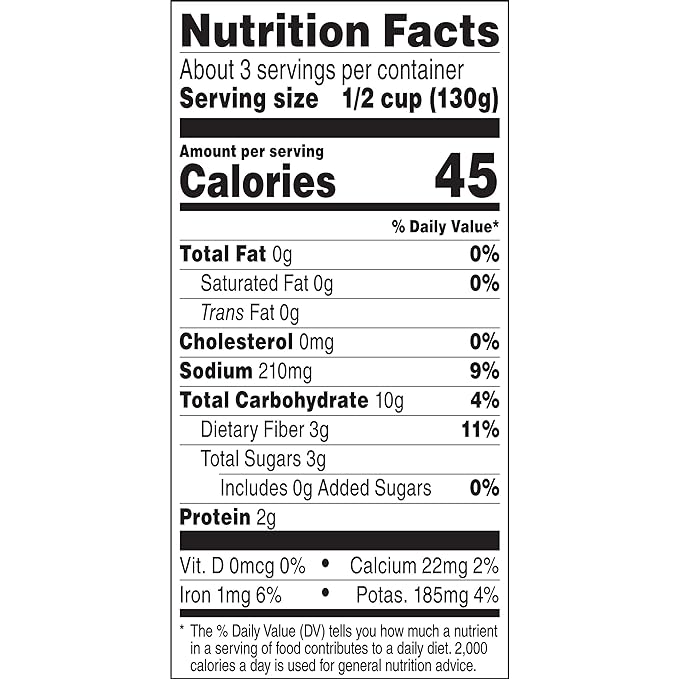 Nutrition Facts
About 3 servings per container
Serving size 1/2 cup (130g)
Amount per serving
Calories 45
% Daily Value*
Total Fat 0g 0%
Saturated Fat 0g 0%
Trans Fat 0g
Cholesterol 0mg 0%
Sodium 210mg 9%
Total Carbohydrate 10g 4%
Dietary Fiber 3g 11%
Total Sugars 3g
Includes 0g Added Sugars 0%
Protein 2g
Vit. D 0mcg 0% • Calcium 22mg 2%
Iron 1mg 6% • Potas. 185mg 4%
* The % Daily Value (DV) tells you how much a nutrient
in a serving of food contributes to a daily diet. 2,000
calories a day is used for general nutrition advice.